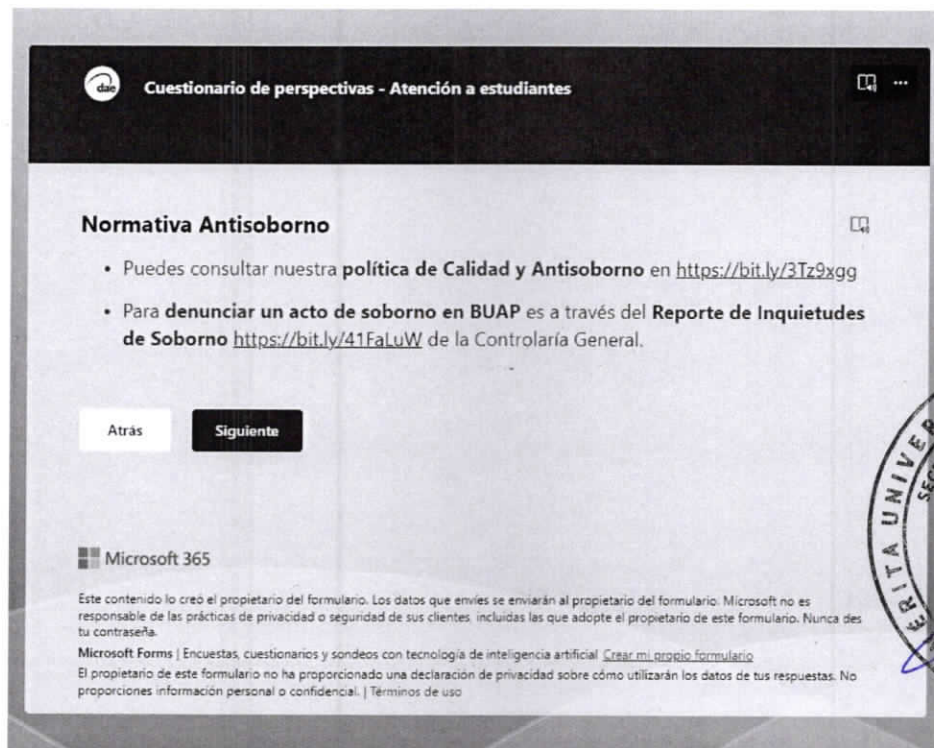 dae
Cuestionario de perspectivas - Atención a estudiantes
Normativa Antisoborno
• Puedes consultar nuestra política de Calidad y Antisoborno en https://bit.ly/3Tz9xgg
• Para denunciar un acto de soborno en BUAP es a través del Reporte de Inquietudes
de Soborno https://bit.ly/41FaLuW de la Controlaría General.
Atrás
Siguiente
Microsoft 365
Este contenido lo creó el propietario del formulario. Los datos que envíes se enviarán al propietario del formulario. Microsoft no es
responsable de las prácticas de privacidad o seguridad de sus clientes, incluidas las que adopte el propietario de este formulario. Nunca des
tu contraseña.
Microsoft Forms | Encuestas, cuestionarios y sondeos con tecnología de inteligencia artificial Crear mi propio formulario
El propietario de este formulario no ha proporcionado una declaración de privacidad sobre cómo utilizarán los datos de tus respuestas. No
proporciones información personal o confidencial. | Términos de uso
ERITA UNIVER
SEC